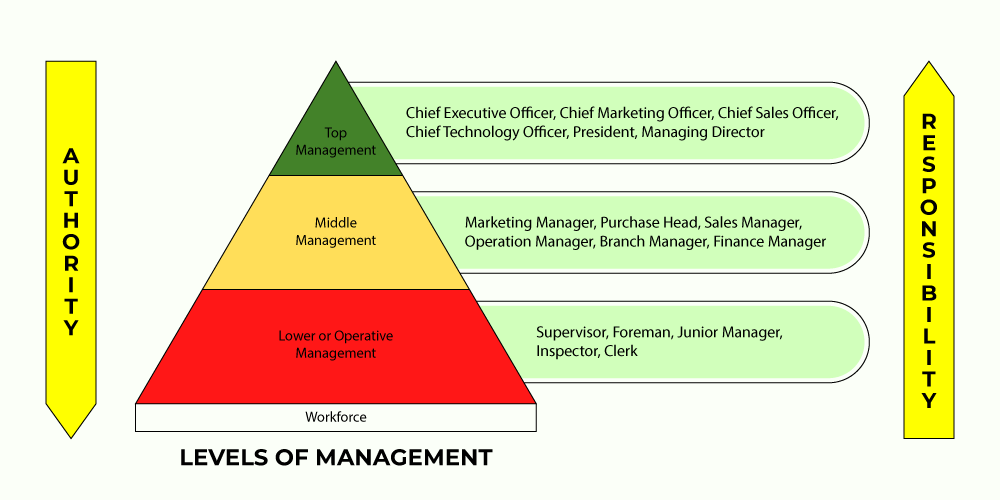 AUTHORITY
Top
Management
Chief Executive Officer, Chief Marketing Officer, Chief Sales Officer,
Chief Technology Officer, President, Managing Director
Middle
Management
Marketing Manager, Purchase Head, Sales Manager,
Operation Manager, Branch Manager, Finance Manager
Lower or Operative
Management
Supervisor, Foreman, Junior Manager,
Inspector, Clerk
Workforce
RESPONSIBILITY
LEVELS OF MANAGEMENT